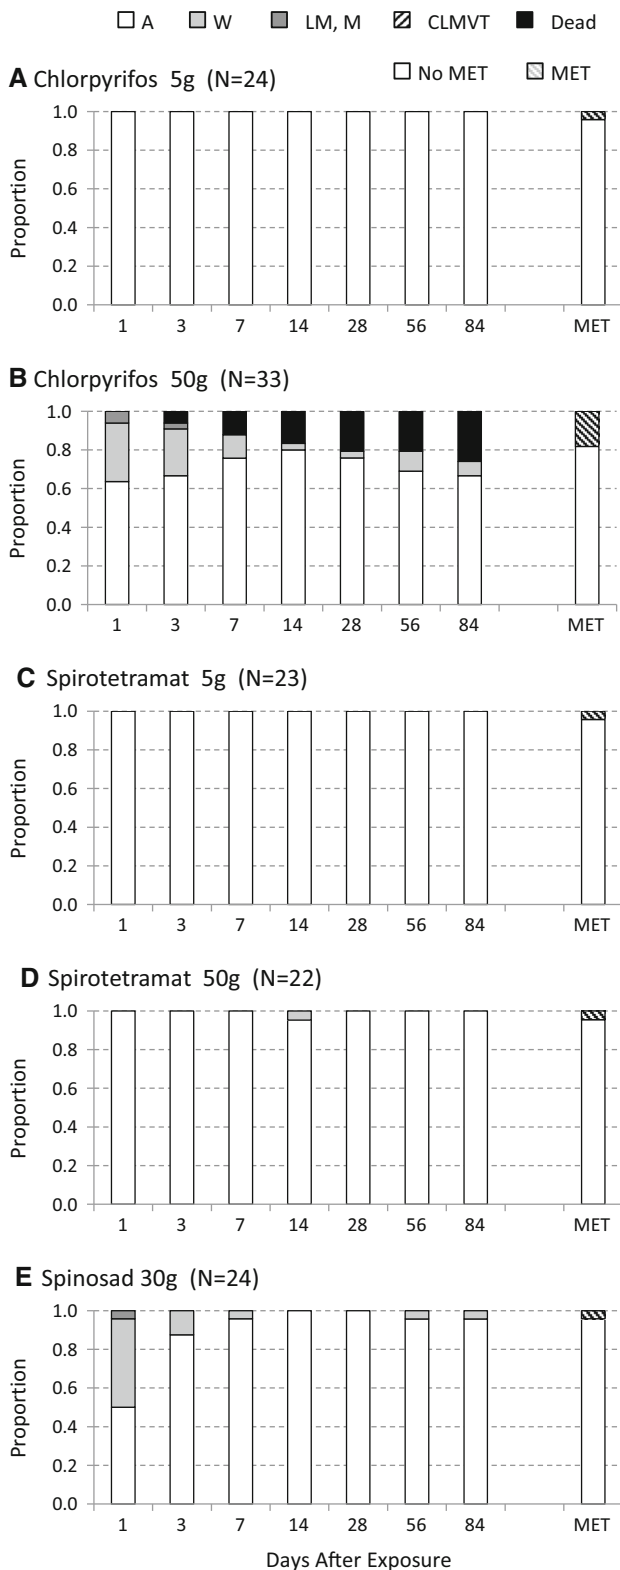 A W LM, M CLMVT Dead
No MET MET
A Chlorpyrifos 5g (N=24)
Proportion
1.0
0.8
0.6
0.4
0.2
0.0
1 3 7 14 28 56 84 MET
B Chlorpyrifos 50g (N=33)
Proportion
1.0
0.8
0.6
0.4
0.2
0.0
1 3 7 14 28 56 84 MET
C Spirotetramat 5g (N=23)
Proportion
1.0
0.8
0.6
0.4
0.2
0.0
1 3 7 14 28 56 84 MET
D Spirotetramat 50g (N=22)
Proportion
1.0
0.8
0.6
0.4
0.2
0.0
1 3 7 14 28 56 84 MET
E Spinosad 30g (N=24)
Proportion
1.0
0.8
0.6
0.4
0.2
0.0
1 3 7 14 28 56 84 MET
Days After Exposure